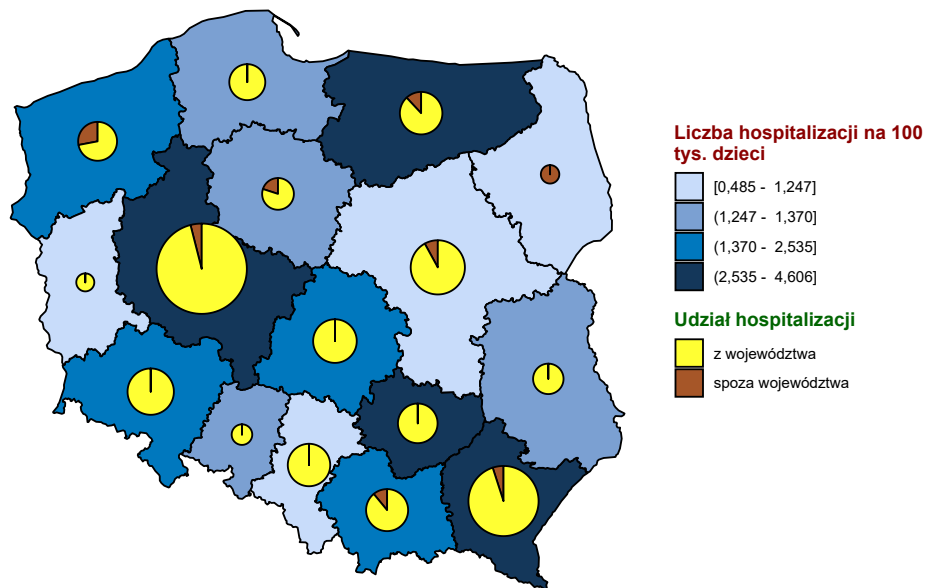 Liczba hospitalizacji na 100
tys. dzieci
[0,485 - 1,247]
(1,247 - 1,370]
(1,370 - 2,535]
(2,535 - 4,606]
Udział hospitalizacji
z województwa
spoza województwa